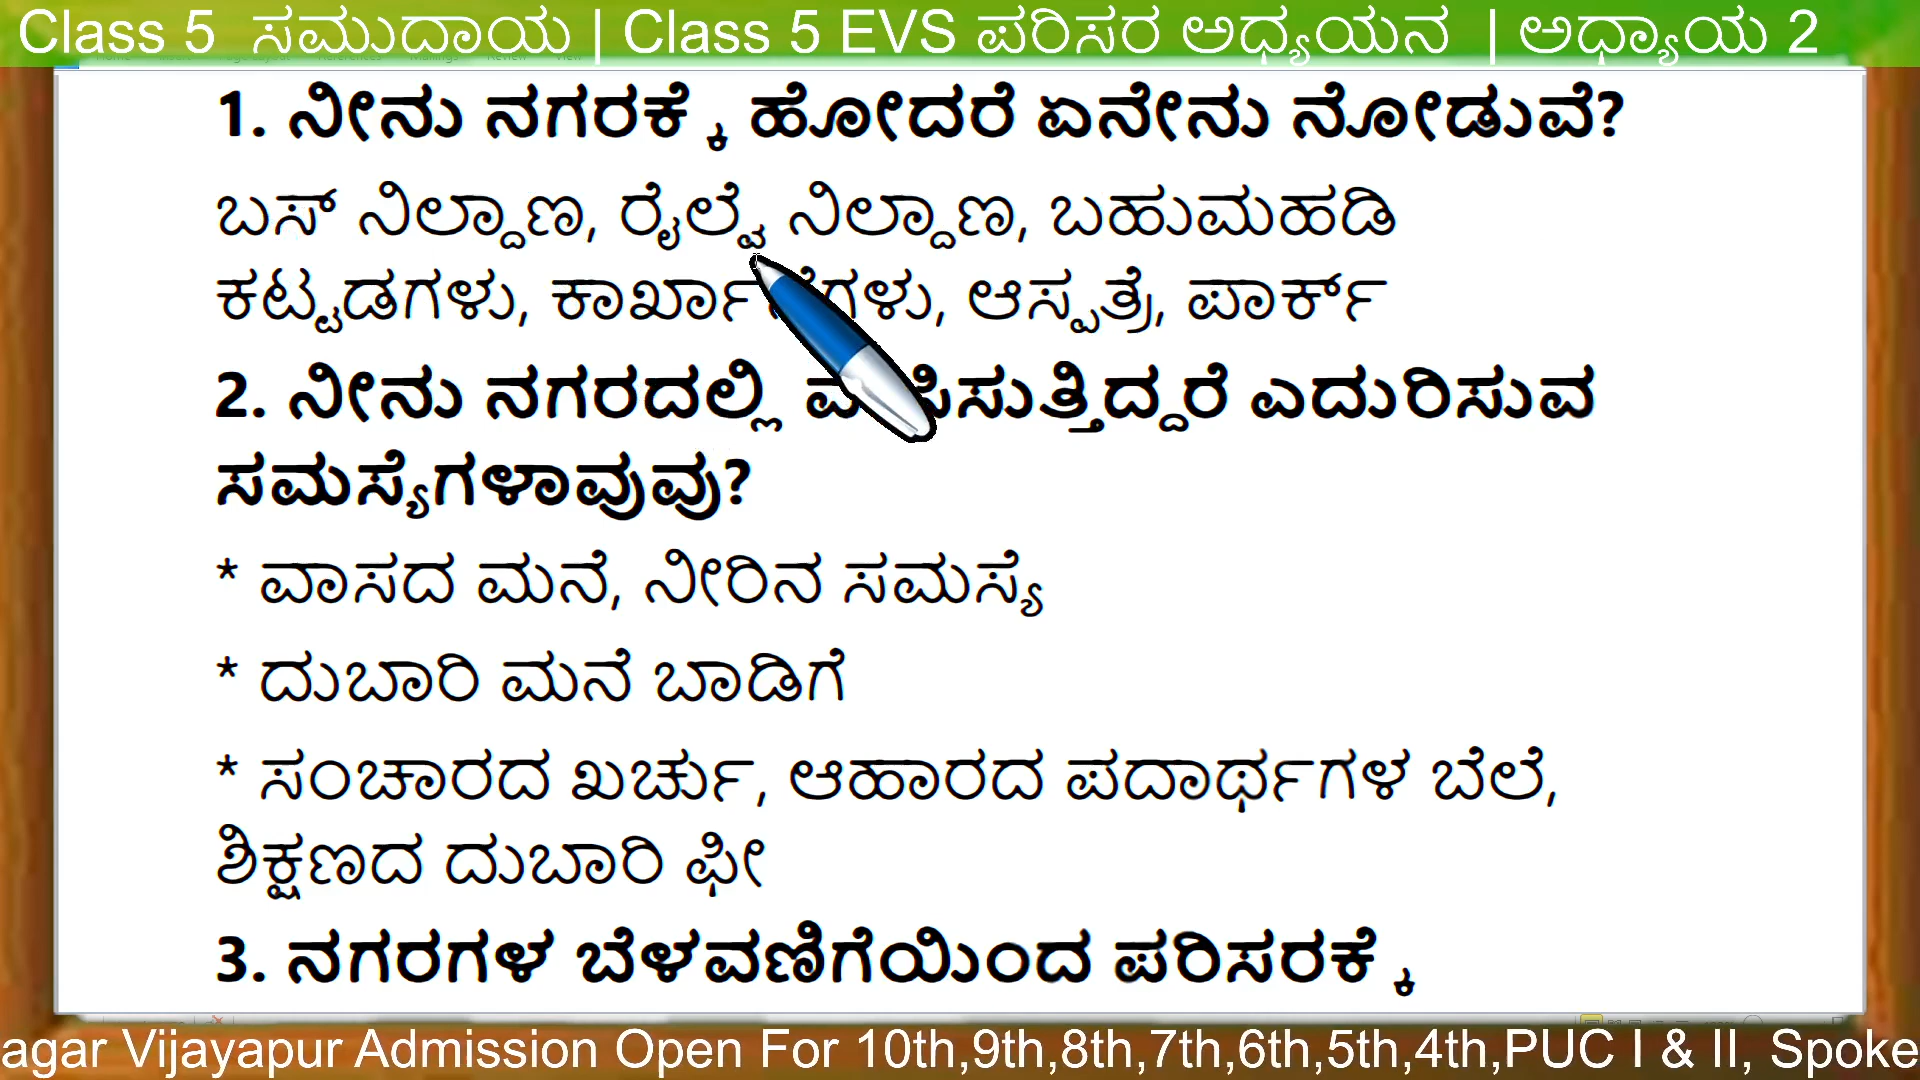 Class 5 ಸಮುದಾಯ | Class 5 EVS ಪರಿಸರ ಅಧ್ಯಯನ | ಅಧ್ಯಾಯ 2
1. ನೀನು ನಗರಕ್ಕೆ ಹೋದರೆ ಏನೇನು ನೋಡುವೆ?
ಬಸ್ ನಿಲ್ದಾಣ, ರೈಲ್ವೆ ನಿಲ್ದಾಣ, ಬಹುಮಹಡಿ
ಕಟ್ಟಡಗಳು, ಕಾರ್ಖಾನೆಗಳು, ಆಸ್ಪತ್ರೆ, ಪಾರ್ಕ್
2. ನೀನು ನಗರದಲ್ಲಿ ವಾಸಿಸುತ್ತಿದ್ದರೆ ಎದುರಿಸುವ
ಸಮಸ್ಯೆಗಳಾವುವು?
* ವಾಸದ ಮನೆ, ನೀರಿನ ಸಮಸ್ಯೆ
* ದುಬಾರಿ ಮನೆ ಬಾಡಿಗೆ
* ಸಂಚಾರದ ಖರ್ಚು, ಆಹಾರದ ಪದಾರ್ಥಗಳ ಬೆಲೆ,
ಶಿಕ್ಷಣದ ದುಬಾರಿ ಫೀ
3. ನಗರಗಳ ಬೆಳವಣಿಗೆಯಿಂದ ಪರಿಸರಕ್ಕೆ
agar Vijayapur Admission Open For 10th,9th,8th,7th,6th,5th,4th,PUC I & II, Spoke